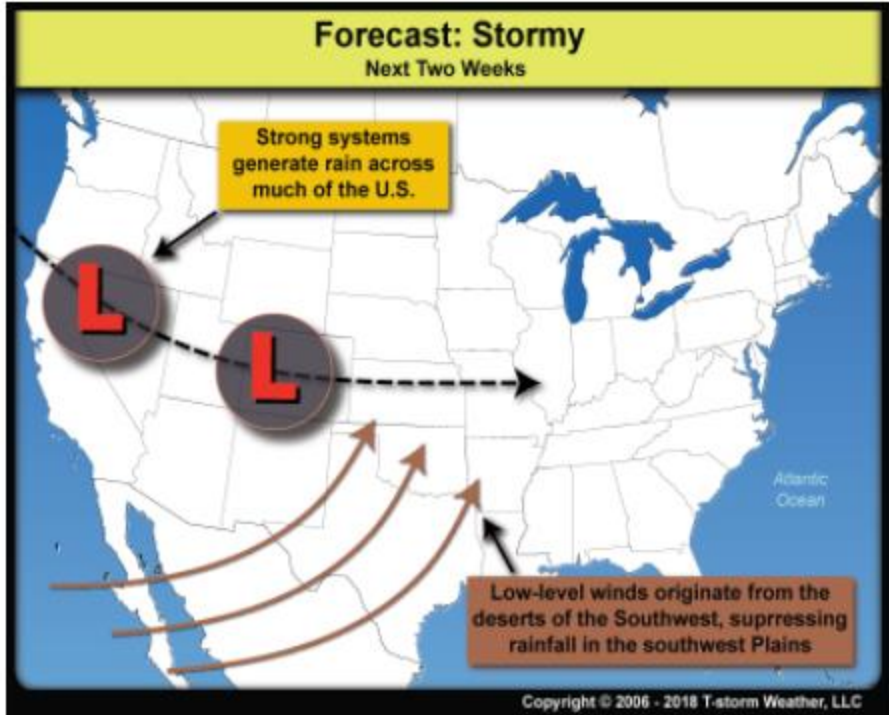 Forecast: Stormy
Next Two Weeks
Strong systems
generate rain across
much of the U.S.
L
L
Atlantic
Ocean
Low-level winds originate from the
deserts of the Southwest, suprressing
rainfall in the southwest Plains
Copyright © 2006 - 2018 T-storm Weather, LLC